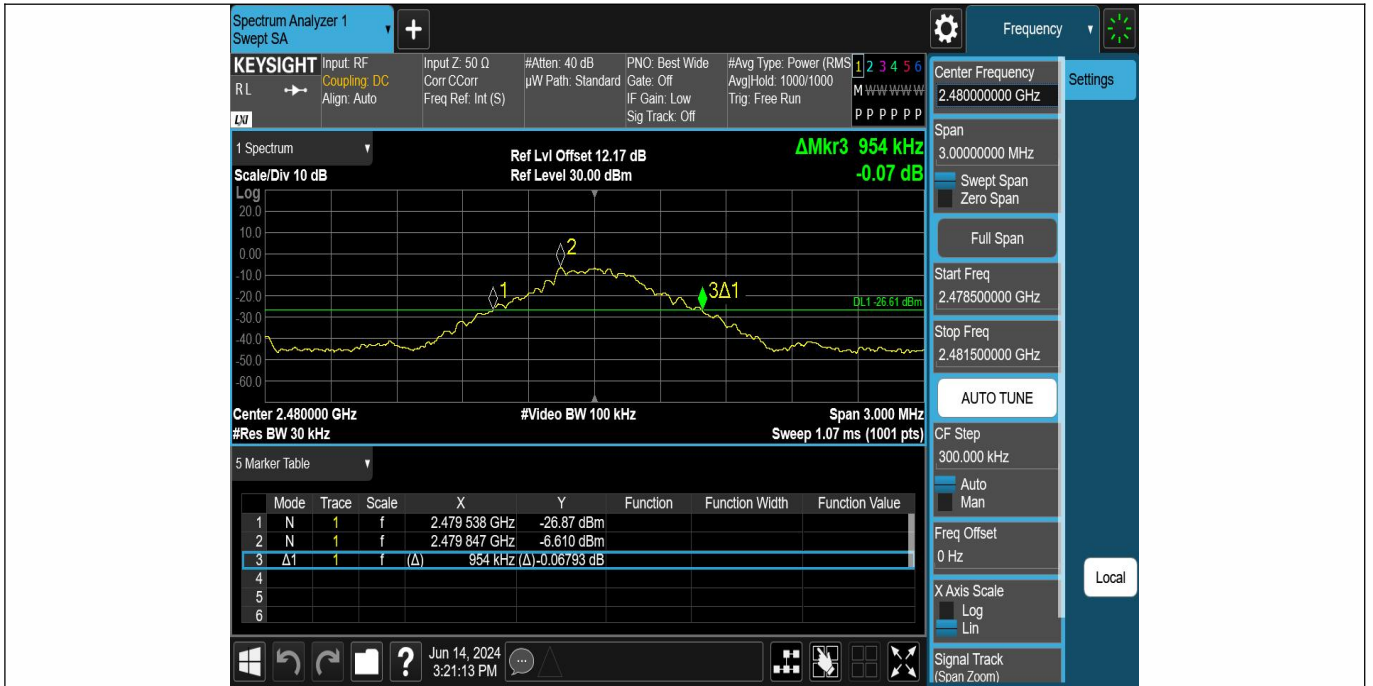 Spectrum Analyzer 1
Swept SA
+
Frequency
KEYSIGHT
RL
LXI
Input: RF
Coupling: DC
Align: Auto
Input Z: 50 Ω
Corr CCorr
Freq Ref: Int (S)
#Atten: 40 dB
µW Path: Standard
PNO: Best Wide
Gate: Off
IF Gain: Low
Sig Track: Off
#Avg Type: Power (RMS
Avg|Hold: 1000/1000
Trig: Free Run
1 2 3 4 5 6
M W W W W W
P P P P P P
1 Spectrum
Scale/Div 10 dB
Ref Lvl Offset 12.17 dB
Ref Level 30.00 dBm
ΔMkr3 954 kHz
-0.07 dB
Log
20.0
10.0
0.00
-10.0
-20.0
-30.0
-40.0
-50.0
-60.0
1
2
3Δ1
DL1 -26.61 dBm
Center 2.480000 GHz
#Video BW 100 kHz
Span 3.000 MHz
#Res BW 30 kHz
Sweep 1.07 ms (1001 pts)
5 Marker Table
Mode Trace Scale X Y Function Function Width Function Value
1 N 1 f 2.479 538 GHz -26.87 dBm
2 N 1 f 2.479 847 GHz -6.610 dBm
3 Δ1 1 f (Δ) 954 kHz (Δ) -0.06793 dB
4
5
6
?
Jun 14, 2024
3:21:13 PM
Center Frequency
2.480000000 GHz
Settings
Span
3.00000000 MHz
Swept Span
Zero Span
Full Span
Start Freq
2.478500000 GHz
Stop Freq
2.481500000 GHz
AUTO TUNE
CF Step
300.000 kHz
Auto
Man
Freq Offset
0 Hz
Local
X Axis Scale
Log
Lin
Signal Track
(Span Zoom)